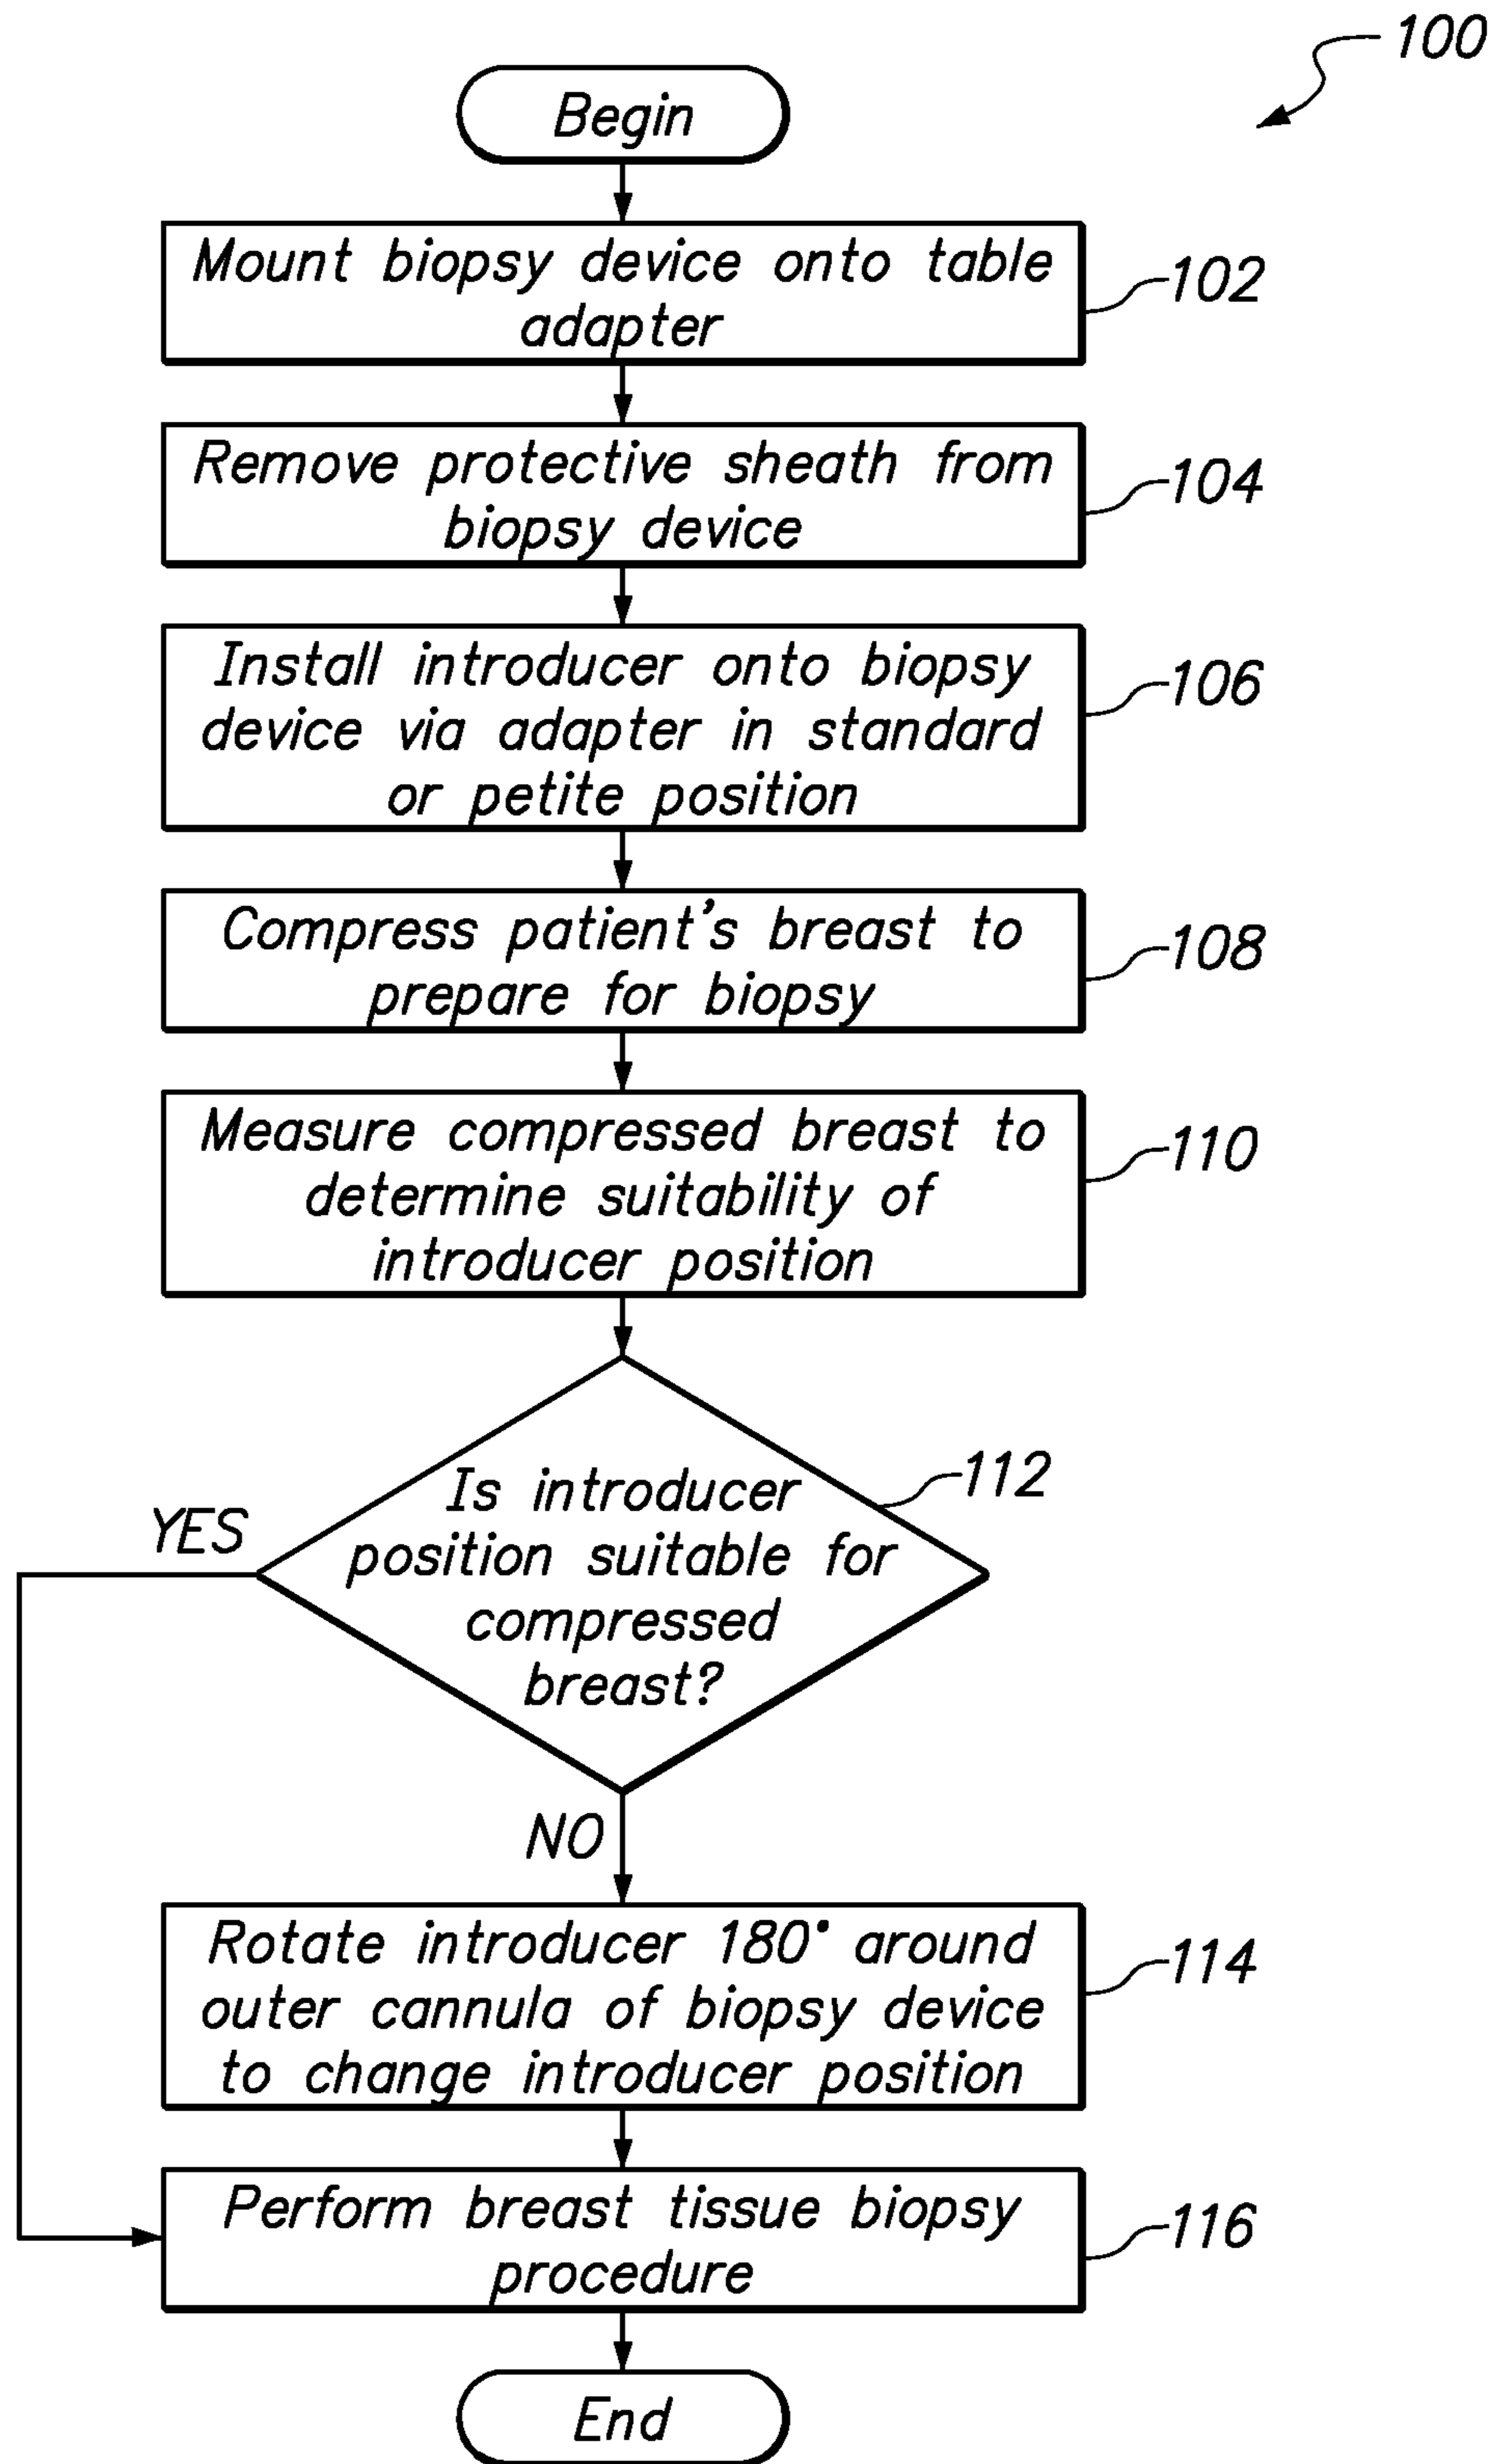 100
Begin
Mount biopsy device onto table
adapter
102
Remove protective sheath from
biopsy device
104
Install introducer onto biopsy
device via adapter in standard
or petite position
106
Compress patient's breast to
prepare for biopsy
108
Measure compressed breast to
determine suitability of
introducer position
110
Is introducer
position suitable for
compressed
breast?
112
YES
NO
Rotate introducer 180° around
outer cannula of biopsy device
to change introducer position
114
Perform breast tissue biopsy
procedure
116
End